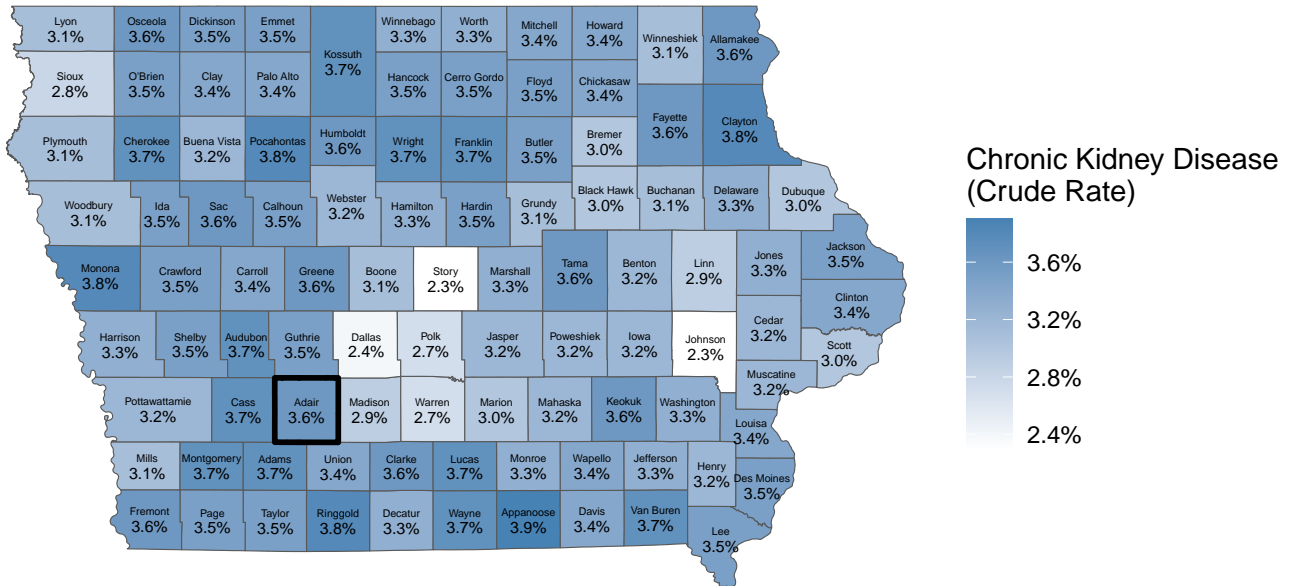 Lyon
3.1%
Osceola
3.6%
Dickinson
3.5%
Emmet
3.5%
Kossuth
3.7%
Winnebago
3.3%
Worth
3.3%
Mitchell
3.4%
Howard
3.4%
Winneshiek
3.1%
Allamakee
3.6%
Sioux
2.8%
O'Brien
3.5%
Clay
3.4%
Palo Alto
3.4%
Hancock
3.5%
Cerro Gordo
3.5%
Floyd
3.5%
Chickasaw
3.4%
Fayette
3.6%
Clayton
3.8%
Plymouth
3.1%
Cherokee
3.7%
Buena Vista
3.2%
Pocahontas
3.8%
Humboldt
3.6%
Wright
3.7%
Franklin
3.7%
Butler
3.5%
Bremer
3.0%
Woodbury
3.1%
Ida
3.5%
Sac
3.6%
Calhoun
3.5%
Webster
3.2%
Hamilton
3.3%
Hardin
3.5%
Grundy
3.1%
Black Hawk
3.0%
Buchanan
3.1%
Delaware
3.3%
Dubuque
3.0%
Monona
3.8%
Crawford
3.5%
Carroll
3.4%
Greene
3.6%
Boone
3.1%
Story
2.3%
Marshall
3.3%
Tama
3.6%
Benton
3.2%
Linn
2.9%
Jones
3.3%
Jackson
3.5%
Clinton
3.4%
Harrison
3.3%
Shelby
3.5%
Audubon
3.7%
Guthrie
3.5%
Dallas
2.4%
Polk
2.7%
Jasper
3.2%
Poweshiek
3.2%
Iowa
3.2%
Johnson
2.3%
Cedar
3.2%
Scott
3.0%
Muscatine
3.2%
Pottawattamie
3.2%
Cass
3.7%
Adair
3.6%
Madison
2.9%
Warren
2.7%
Marion
3.0%
Mahaska
3.2%
Keokuk
3.6%
Washington
3.3%
Louisa
3.4%
Mills
3.1%
Montgomery
3.7%
Adams
3.7%
Union
3.4%
Clarke
3.6%
Lucas
3.7%
Monroe
3.3%
Wapello
3.4%
Jefferson
3.3%
Henry
3.2%
Des Moines
3.5%
Fremont
3.6%
Page
3.5%
Taylor
3.5%
Ringgold
3.8%
Decatur
3.3%
Wayne
3.7%
Appanoose
3.9%
Davis
3.4%
Van Buren
3.7%
Lee
3.5%
Chronic Kidney Disease
(Crude Rate)
3.6%
3.2%
2.8%
2.4%